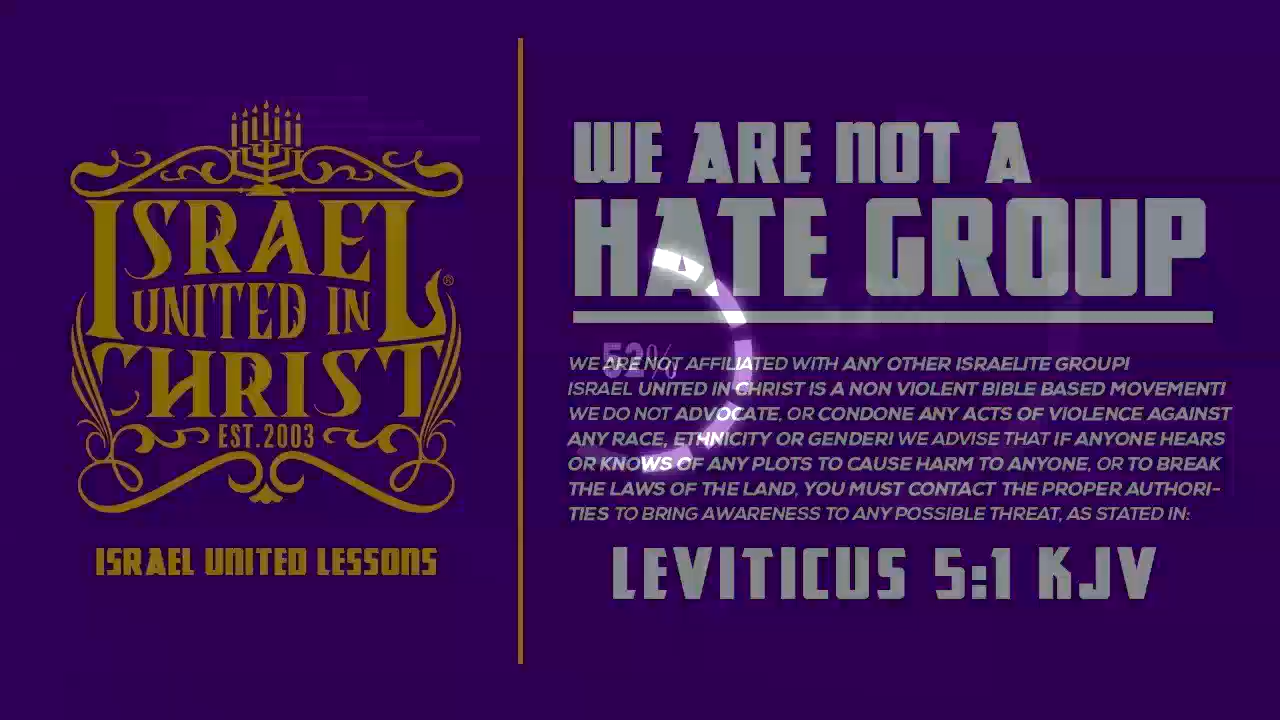 ISRAEL
UNITED IN
CHRIST
EST.2003
®
ISRAEL UNITED LESSONS
WE ARE NOT A
HATE GROUP
52%
WE ARE NOT AFFILIATED WITH ANY OTHER ISRAELITE GROUP!
ISRAEL UNITED IN CHRIST IS A NON VIOLENT BIBLE BASED MOVEMENT!
WE DO NOT ADVOCATE, OR CONDONE ANY ACTS OF VIOLENCE AGAINST
ANY RACE, ETHNICITY OR GENDER! WE ADVISE THAT IF ANYONE HEARS
OR KNOWS OF ANY PLOTS TO CAUSE HARM TO ANYONE, OR TO BREAK
THE LAWS OF THE LAND, YOU MUST CONTACT THE PROPER AUTHORI-
TIES TO BRING AWARENESS TO ANY POSSIBLE THREAT, AS STATED IN:
LEVITICUS 5:1 KJV